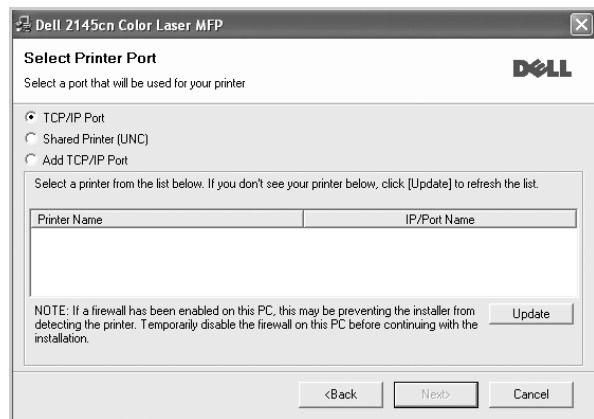 Dell 2145cn Color Laser MFP
Select Printer Port
Select a port that will be used for your printer
DELL
TCP/IP Port
Shared Printer (UNC)
Add TCP/IP Port
Select a printer from the list below. If you don't see your printer below, click [Update] to refresh the list.
Printer Name IP/Port Name
NOTE: If a firewall has been enabled on this PC, this may be preventing the installer from
detecting the printer. Temporarily disable the firewall on this PC before continuing with the
installation.
Update
<Back Next> Cancel